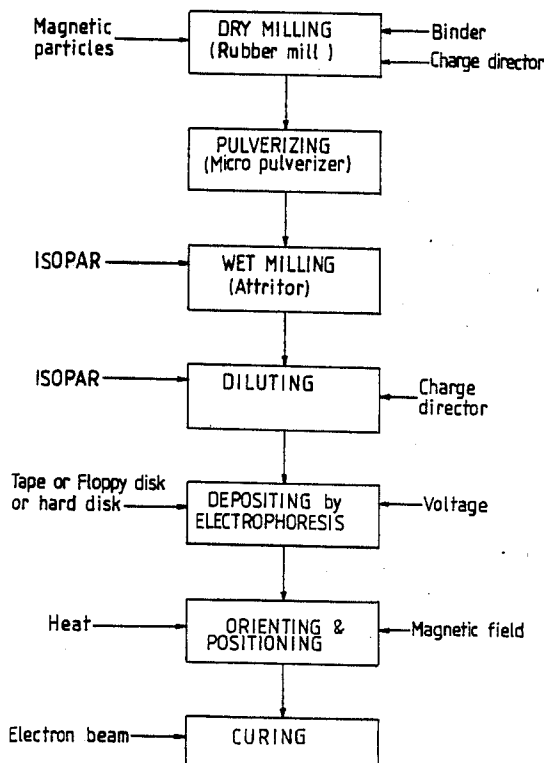 Magnetic
particles
DRY MILLING
(Rubber mill )
Binder
Charge director
PULVERIZING
(Micro pulverizer)
ISOPAR
WET MILLING
(Attritor)
ISOPAR
DILUTING
Charge
director
Tape or Floppy disk
or hard disk
DEPOSITING by
ELECTROPHORESIS
Voltage
Heat
ORIENTING &
POSITIONING
Magnetic field
Electron beam
CURING